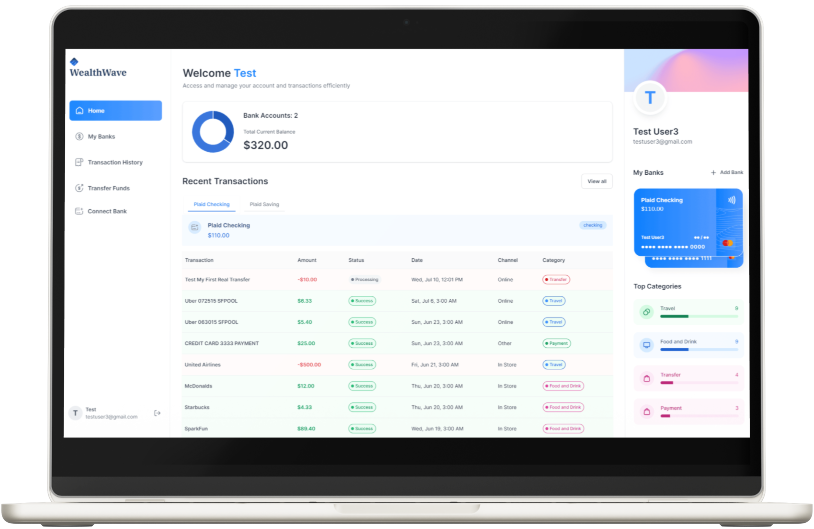 WealthWave
Home
My Banks
Transaction History
Transfer Funds
Connect Bank
T
Test
testuser3@gmail.com
Welcome Test
Access and manage your account and transactions efficiently
Bank Accounts: 2
Total Current Balance
$320.00
Recent Transactions
View all
Plaid Checking Plaid Saving
Plaid Checking
$110.00
checking
Transaction Amount Status Date Channel Category
Test My First Real Transfer -$10.00 Processing Wed, Jul 10, 12:01 PM Online Transfer
Uber 072515 SFPOOL $6.33 Success Sat, Jul 6, 3:00 AM Online Travel
Uber 063015 SFPOOL $5.40 Success Sun, Jun 23, 3:00 AM Online Travel
CREDIT CARD 3333 PAYMENT $25.00 Success Sun, Jun 23, 3:00 AM Other Payment
United Airlines -$500.00 Success Fri, Jun 21, 3:00 AM In Store Travel
McDonalds $12.00 Success Thu, Jun 20, 3:00 AM In Store Food and Drink
Starbucks $4.33 Success Thu, Jun 20, 3:00 AM In Store Food and Drink
SparkFun $89.40 Success Wed, Jun 19, 3:00 AM In Store Food and Drink
T
Test User3
testuser3@gmail.com
My Banks + Add Bank
Plaid Checking
$110.00
Test User3 ●● / ●●
●●●● ●●●● ●●●● 0000
●●●● ●●●● ●●●● 1111
Top Categories
Travel
Food and Drink 9
Transfer 4
Payment